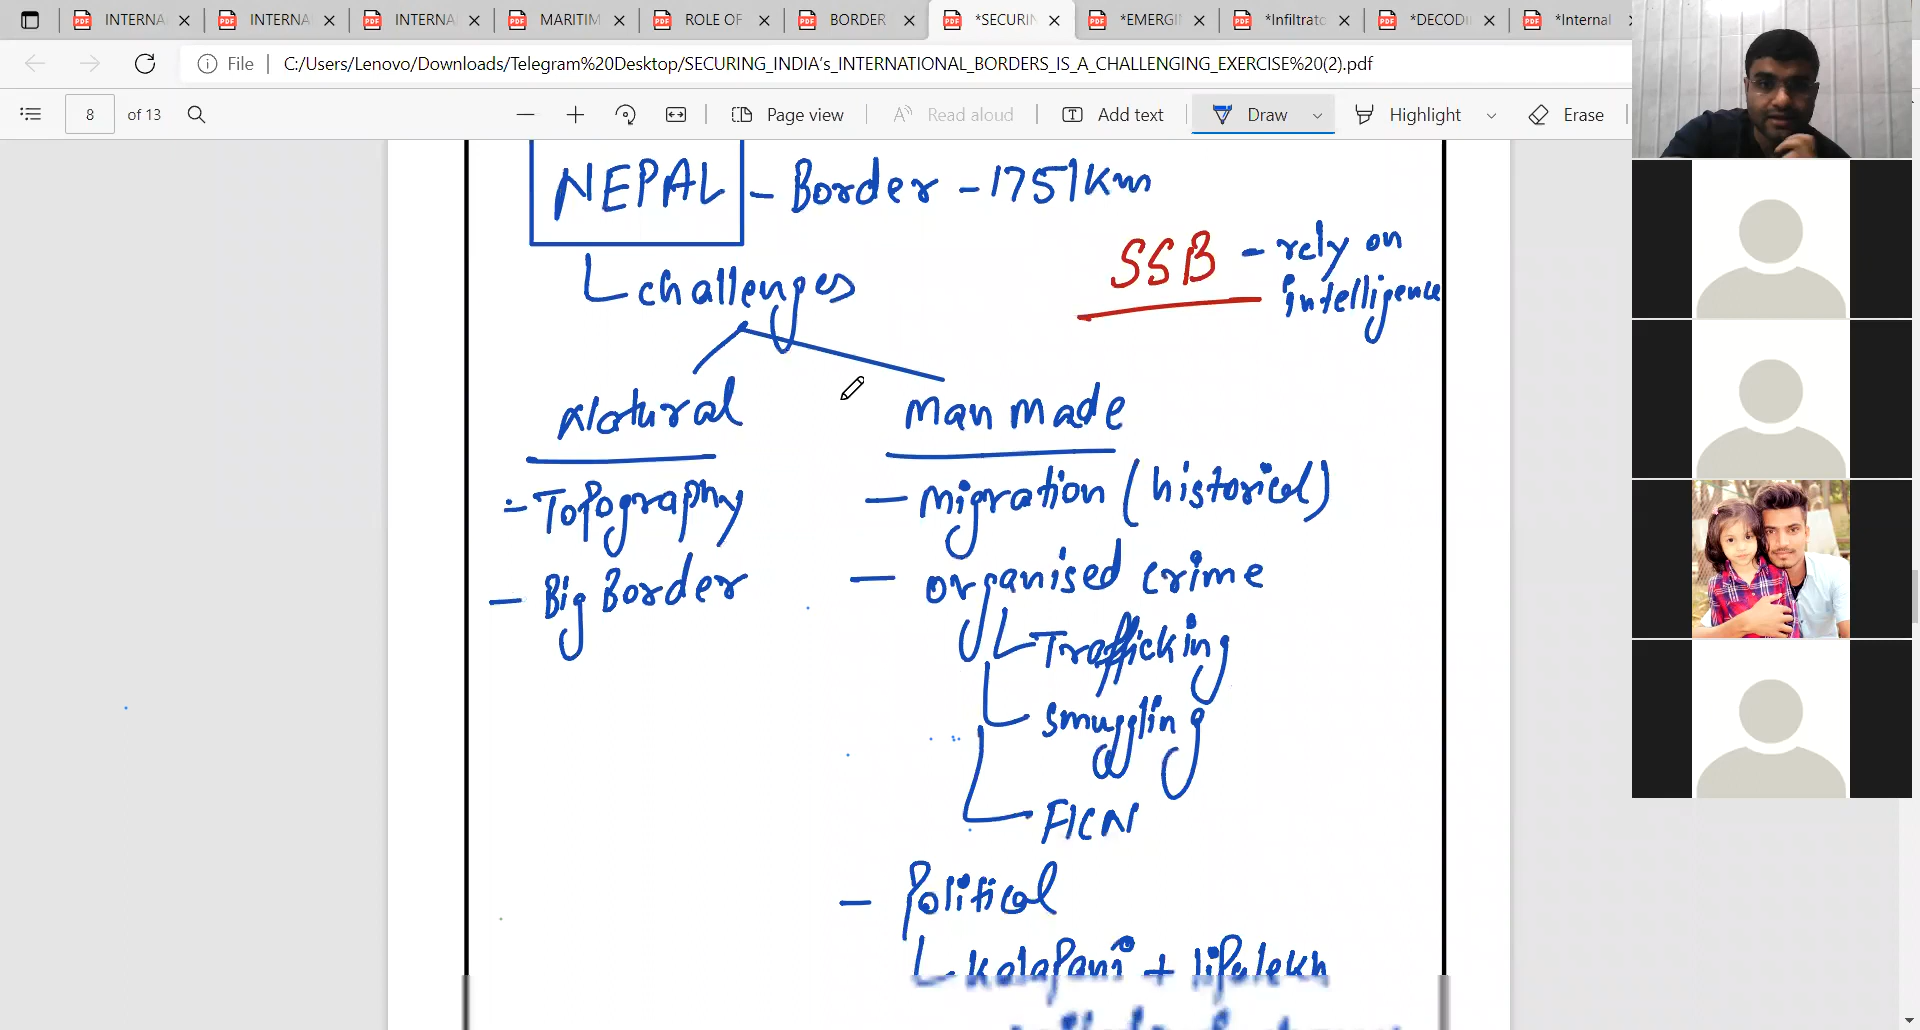 INTERNA
INTERNA
INTERNA
MARITIM
ROLE OF
BORDER
*SECURIN
*EMERGI
*Infiltrato
*DECODI
*Internal
File
C:/Users/Lenovo/Downloads/Telegram%20Desktop/SECURING_INDIA's_INTERNATIONAL_BORDERS_IS_A_CHALLENGING_EXERCISE%20(2).pdf
8 of 13
Page view
Read aloud
Add text
Draw
Highlight
Erase
NEPAL - Border - 1751Km
SSB - rely on
intelligence
challenges
Natural
Man made
- Topography
- Big Border
- Migration (historical)
- organised crime
Trafficking
smuggling
FICN
- Political
Kalapani + lipulekh